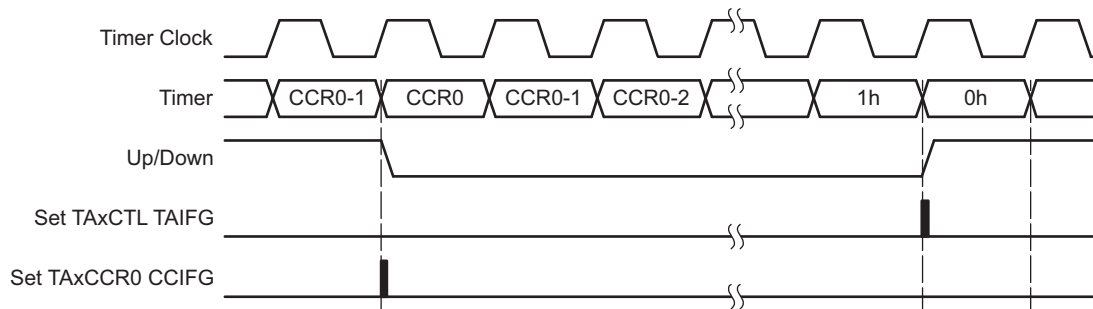 Timer Clock
Timer CCR0-1 CCR0 CCR0-1 CCR0-2 1h 0h
Up/Down
Set TAxCTL TAIFG
Set TAxCCR0 CCIFG